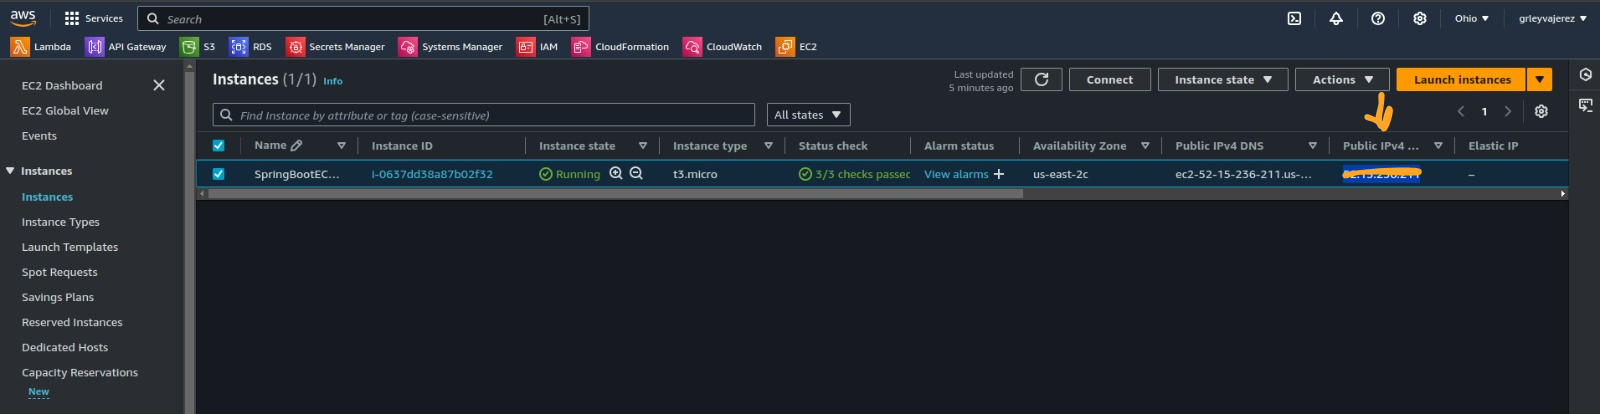 aws Services Search [Alt+S] Ohio grleyvajerez
Lambda API Gateway S3 RDS Secrets Manager Systems Manager IAM CloudFormation CloudWatch EC2
EC2 Dashboard
EC2 Global View
Events
Instances
Instances
Instance Types
Launch Templates
Spot Requests
Savings Plans
Reserved Instances
Dedicated Hosts
Capacity Reservations
New
Instances (1/1) Info
Last updated
5 minutes ago
Connect Instance state Actions Launch instances
Find Instance by attribute or tag (case-sensitive) All states 1
Name Instance ID Instance state Instance type Status check Alarm status Availability Zone Public IPv4 DNS Public IPv4 ... Elastic IP
SpringBootEC... i-0637dd38a87b02f32 Running t3.micro 3/3 checks passec View alarms + us-east-2c ec2-52-15-236-211.us-... –